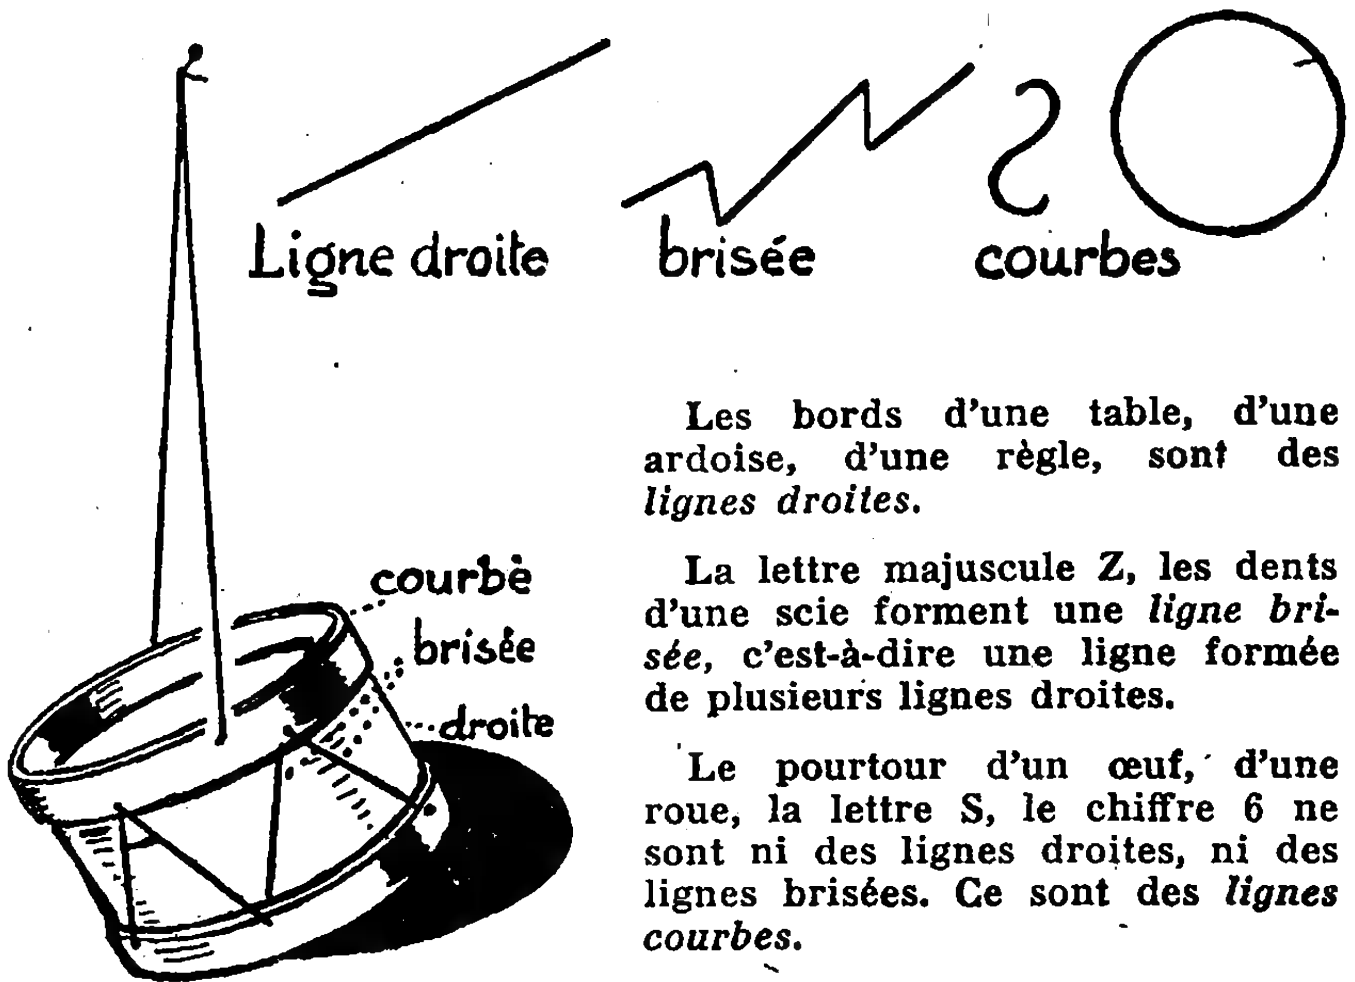 Ligne droite brisée courbes
courbe
brisée
droite
Les bords d'une table, d'une
ardoise, d'une règle, sont des
lignes droites.
La lettre majuscule Z, les dents
d'une scie forment une ligne bri-
sée, c'est-à-dire une ligne formée
de plusieurs lignes droites.
Le pourtour d'un œuf, d'une
roue, la lettre S, le chiffre 6 ne
sont ni des lignes droites, ni des
lignes brisées. Ce sont des lignes
courbes.